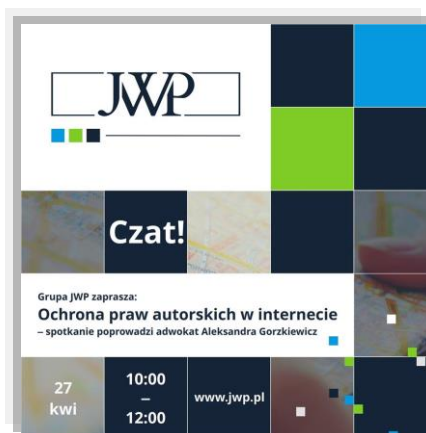 JWP
Czat!
Grupa JWP zaprasza:
Ochrona praw autorskich w internecie
– spotkanie poprowadzi adwokat Aleksandra Gorzkiewicz
27
kwi
10:00
–
12:00
www.jwp.pl